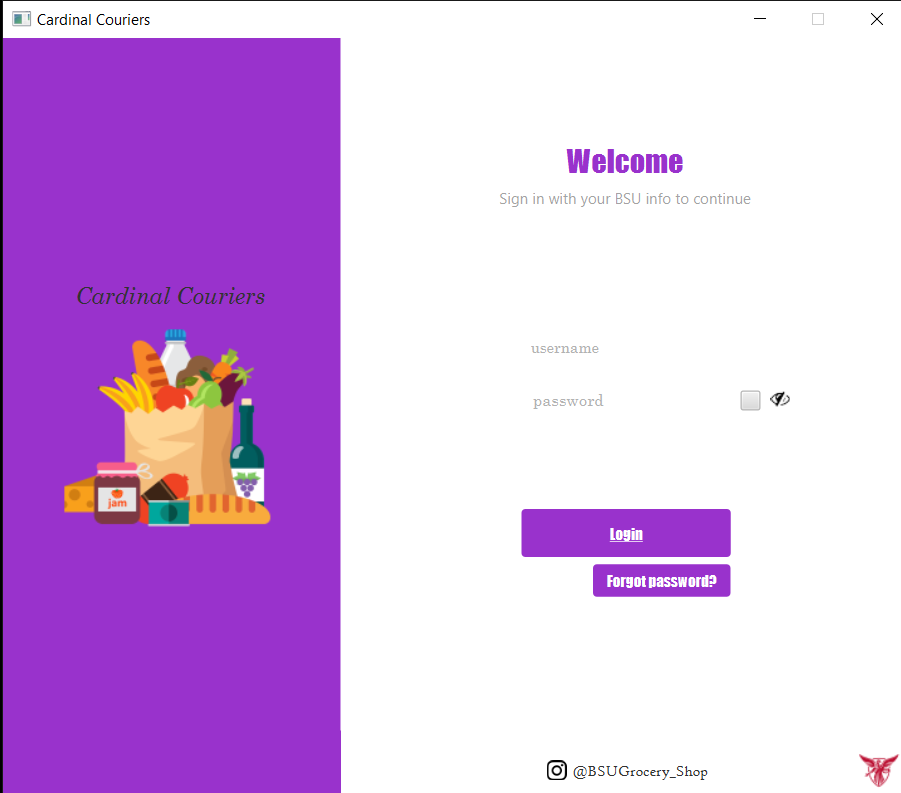 Cardinal Couriers
Cardinal Couriers
jam
Welcome
Sign in with your BSU info to continue
username
password
Login
Forgot password?
@BSUGrocery_Shop